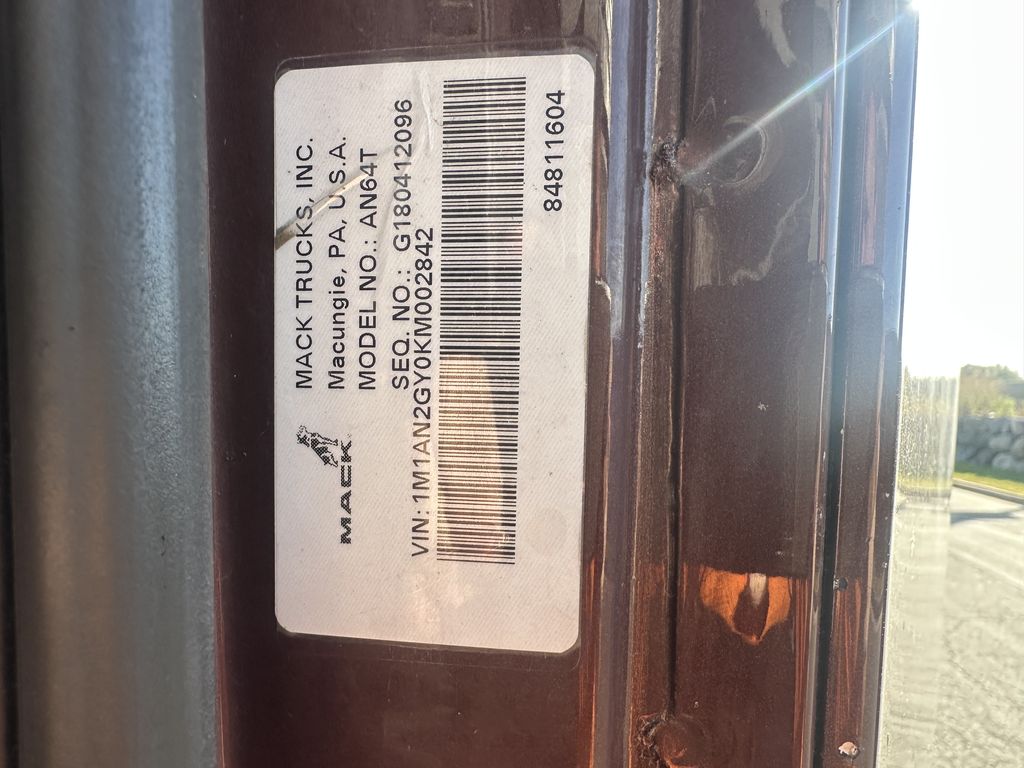 MACK
MACK TRUCKS, INC.
Macungie, PA, U.S.A.
MODEL NO.: AN64T
SEQ. NO.: G180412096
VIN: 1M1AN2GY0KM002842
84811604